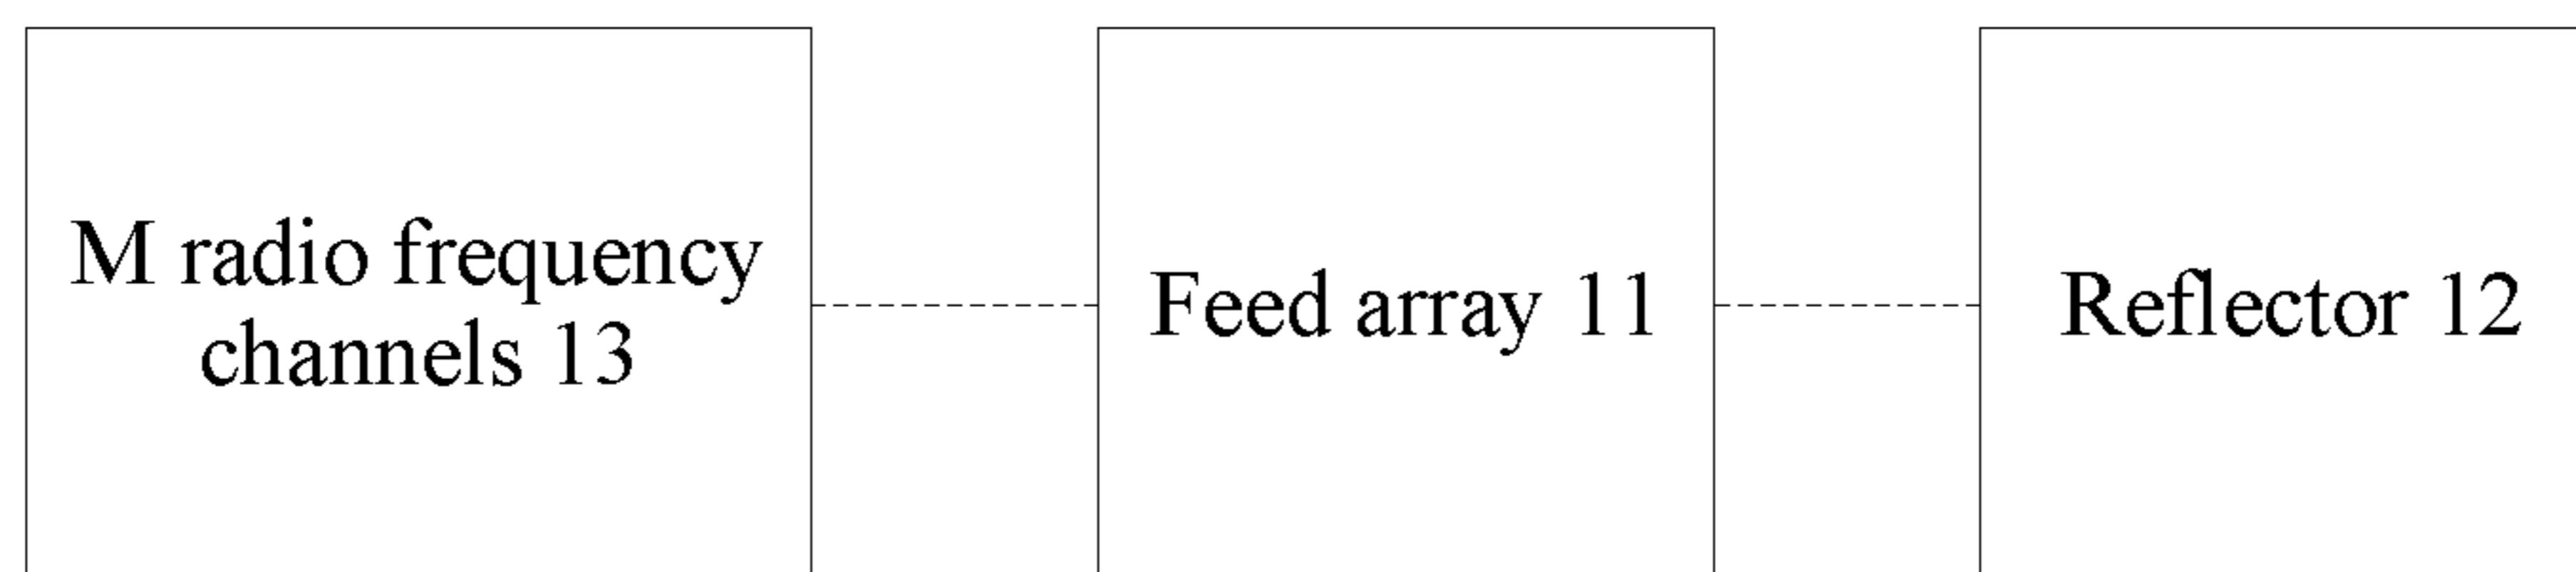 M radio frequency
channels 13
Feed array 11
Reflector 12